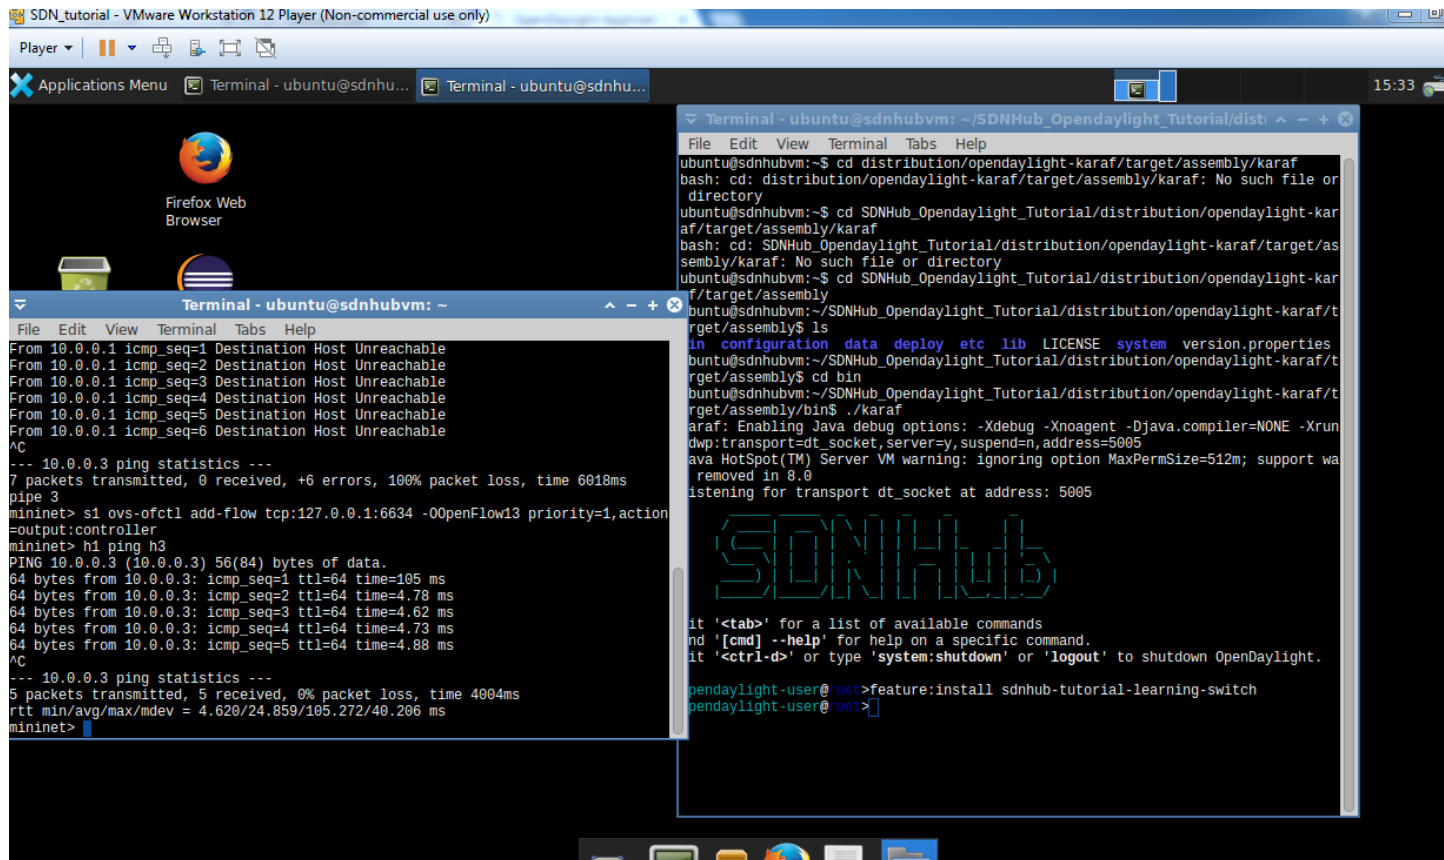 SDN_tutorial - VMware Workstation 12 Player (Non-commercial use only)
Player
Applications Menu
Terminal - ubuntu@sdnhu...
Terminal - ubuntu@sdnhu...
15:33
Firefox Web
Browser
Terminal - ubuntu@sdnhubvm: ~/SDNHub_Opendaylight_Tutorial/dist
File Edit View Terminal Tabs Help
ubuntu@sdnhubvm:~$ cd distribution/opendaylight-karaf/target/assembly/karaf
bash: cd: distribution/opendaylight-karaf/target/assembly/karaf: No such file or
directory
ubuntu@sdnhubvm:~$ cd SDNHub_Opendaylight_Tutorial/distribution/opendaylight-kar
af/target/assembly/karaf
bash: cd: SDNHub_Opendaylight_Tutorial/distribution/opendaylight-karaf/target/as
sembly/karaf: No such file or directory
ubuntu@sdnhubvm:~$ cd SDNHub_Opendaylight_Tutorial/distribution/opendaylight-kar
f/target/assembly
buntu@sdnhubvm:~/SDNHub_Opendaylight_Tutorial/distribution/opendaylight-karaf/t
rget/assembly$ ls
in configuration data deploy etc lib LICENSE system version.properties
buntu@sdnhubvm:~/SDNHub_Opendaylight_Tutorial/distribution/opendaylight-karaf/t
rget/assembly$ cd bin
buntu@sdnhubvm:~/SDNHub_Opendaylight_Tutorial/distribution/opendaylight-karaf/t
rget/assembly/bin$ ./karaf
araf: Enabling Java debug options: -Xdebug -Xnoagent -Djava.compiler=NONE -Xrun
dwp:transport=dt_socket,server=y,suspend=n,address=5005
ava HotSpot(TM) Server VM warning: ignoring option MaxPermSize=512m; support wa
removed in 8.0
istening for transport dt_socket at address: 5005
SDNHub
it '<tab>' for a list of available commands
nd '[cmd] --help' for help on a specific command.
it '<ctrl-d>' or type 'system:shutdown' or 'logout' to shutdown OpenDaylight.
pendaylight-user@root>feature:install sdnhub-tutorial-learning-switch
pendaylight-user@root>
Terminal - ubuntu@sdnhubvm: ~
File Edit View Terminal Tabs Help
From 10.0.0.1 icmp_seq=1 Destination Host Unreachable
From 10.0.0.1 icmp_seq=2 Destination Host Unreachable
From 10.0.0.1 icmp_seq=3 Destination Host Unreachable
From 10.0.0.1 icmp_seq=4 Destination Host Unreachable
From 10.0.0.1 icmp_seq=5 Destination Host Unreachable
From 10.0.0.1 icmp_seq=6 Destination Host Unreachable
^C
--- 10.0.0.3 ping statistics ---
7 packets transmitted, 0 received, +6 errors, 100% packet loss, time 6018ms
pipe 3
mininet> s1 ovs-ofctl add-flow tcp:127.0.0.1:6634 -OOpenFlow13 priority=1,action
=output:controller
mininet> h1 ping h3
PING 10.0.0.3 (10.0.0.3) 56(84) bytes of data.
64 bytes from 10.0.0.3: icmp_seq=1 ttl=64 time=105 ms
64 bytes from 10.0.0.3: icmp_seq=2 ttl=64 time=4.78 ms
64 bytes from 10.0.0.3: icmp_seq=3 ttl=64 time=4.62 ms
64 bytes from 10.0.0.3: icmp_seq=4 ttl=64 time=4.73 ms
64 bytes from 10.0.0.3: icmp_seq=5 ttl=64 time=4.88 ms
^C
--- 10.0.0.3 ping statistics ---
5 packets transmitted, 5 received, 0% packet loss, time 4004ms
rtt min/avg/max/mdev = 4.620/24.859/105.272/40.206 ms
mininet>